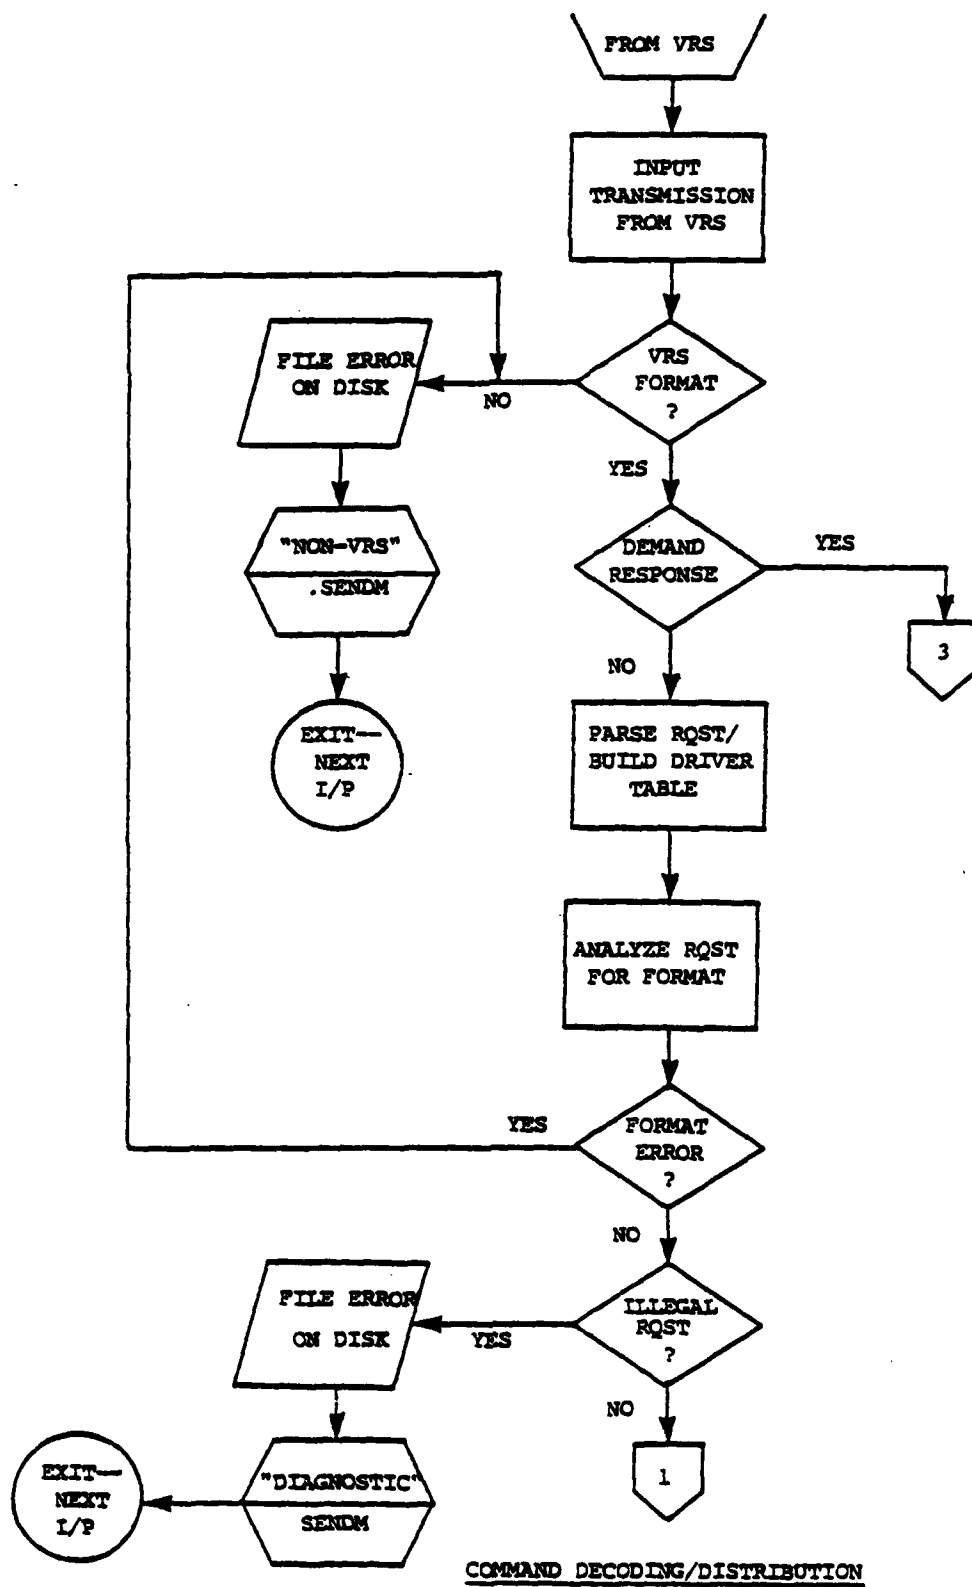 FROM VRS
INPUT
TRANSMISSION
FROM VRS
VRS
FORMAT
?
NO
FILE ERROR
ON DISK
YES
"NON-VRS"
.SENDM
DEMAND
RESPONSE
YES
3
NO
EXIT--
NEXT
I/P
PARSE RQST/
BUILD DRIVER
TABLE
ANALYZE RQST
FOR FORMAT
YES
FORMAT
ERROR
?
NO
FILE ERROR
ON DISK
YES
ILLEGAL
RQST
?
NO
1
"DIAGNOSTIC"
SENDM
EXIT--
NEXT
I/P
COMMAND DECODING/DISTRIBUTION